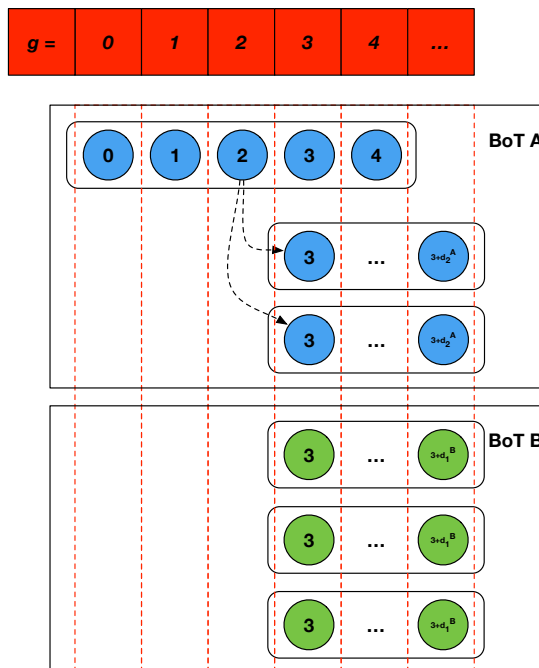 g = 0 1 2 3 4 ...
BoT A
0 1 2 3 4
3 ... 3+d₂ᴬ
3 ... 3+d₂ᴬ
BoT B
3 ... 3+d₁ᴮ
3 ... 3+d₁ᴮ
3 ... 3+d₁ᴮ